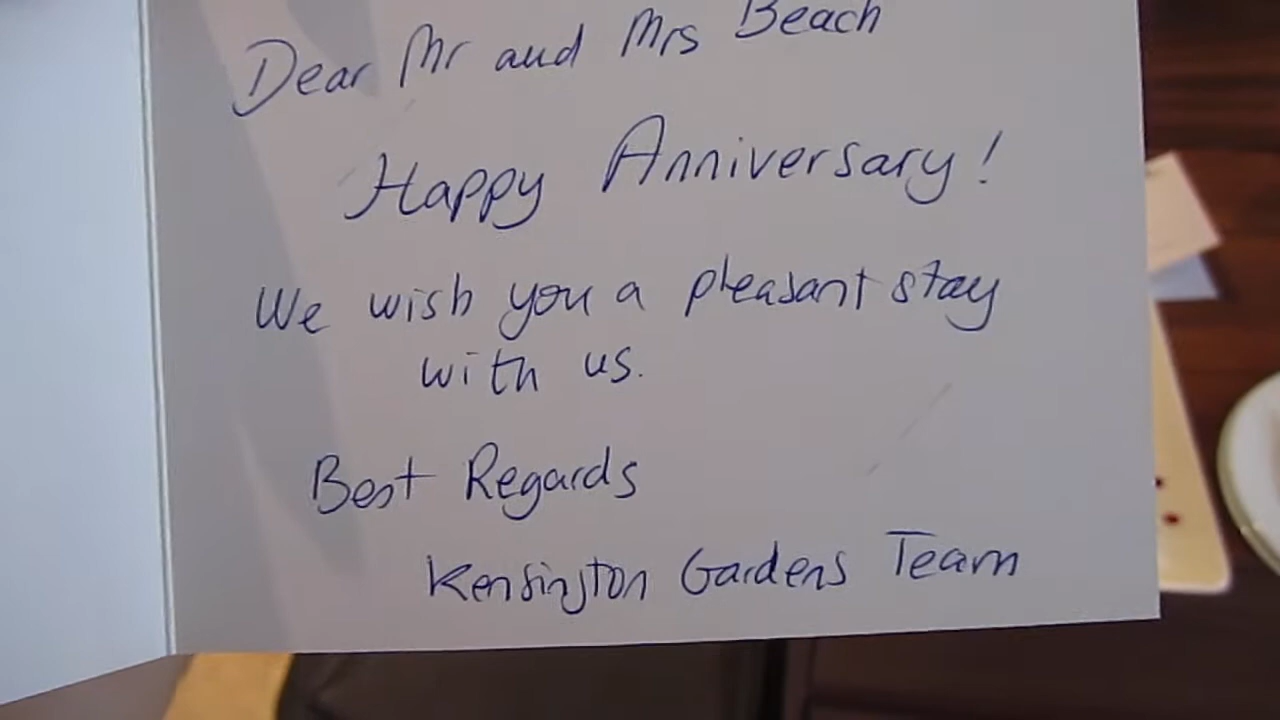 Dear Mr and Mrs Beach
Happy Anniversary!
We wish you a pleasant stay
with us.
Best Regards
Kensington Gardens Team